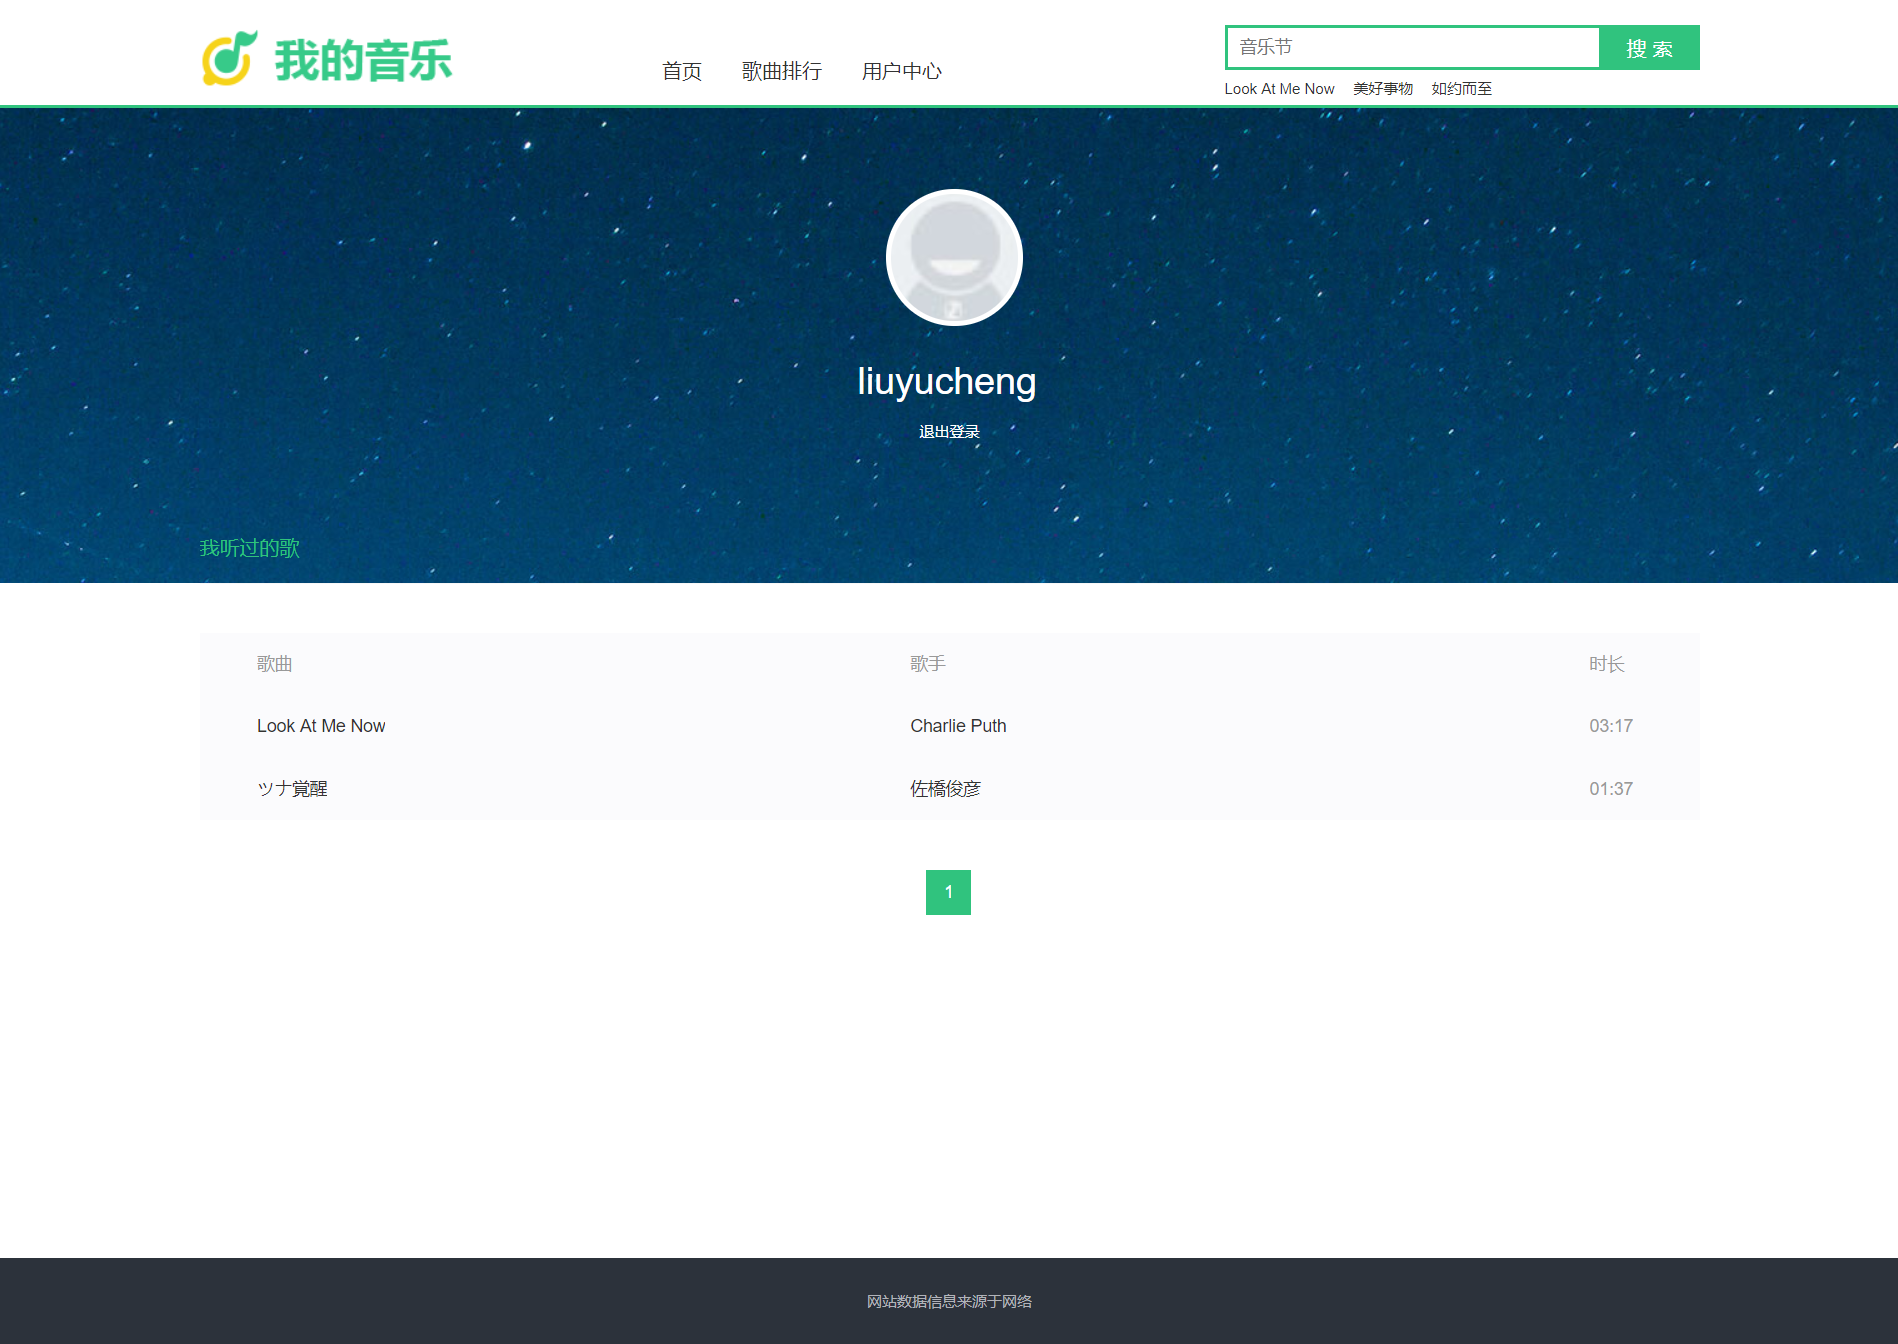 我的音乐
首页 歌曲排行 用户中心
音乐节
搜 索
Look At Me Now 美好事物 如约而至
liuyucheng
退出登录
我听过的歌
歌曲 歌手 时长
Look At Me Now Charlie Puth 03:17
ツナ覚醒 佐橋俊彦 01:37
1
网站数据信息来源于网络